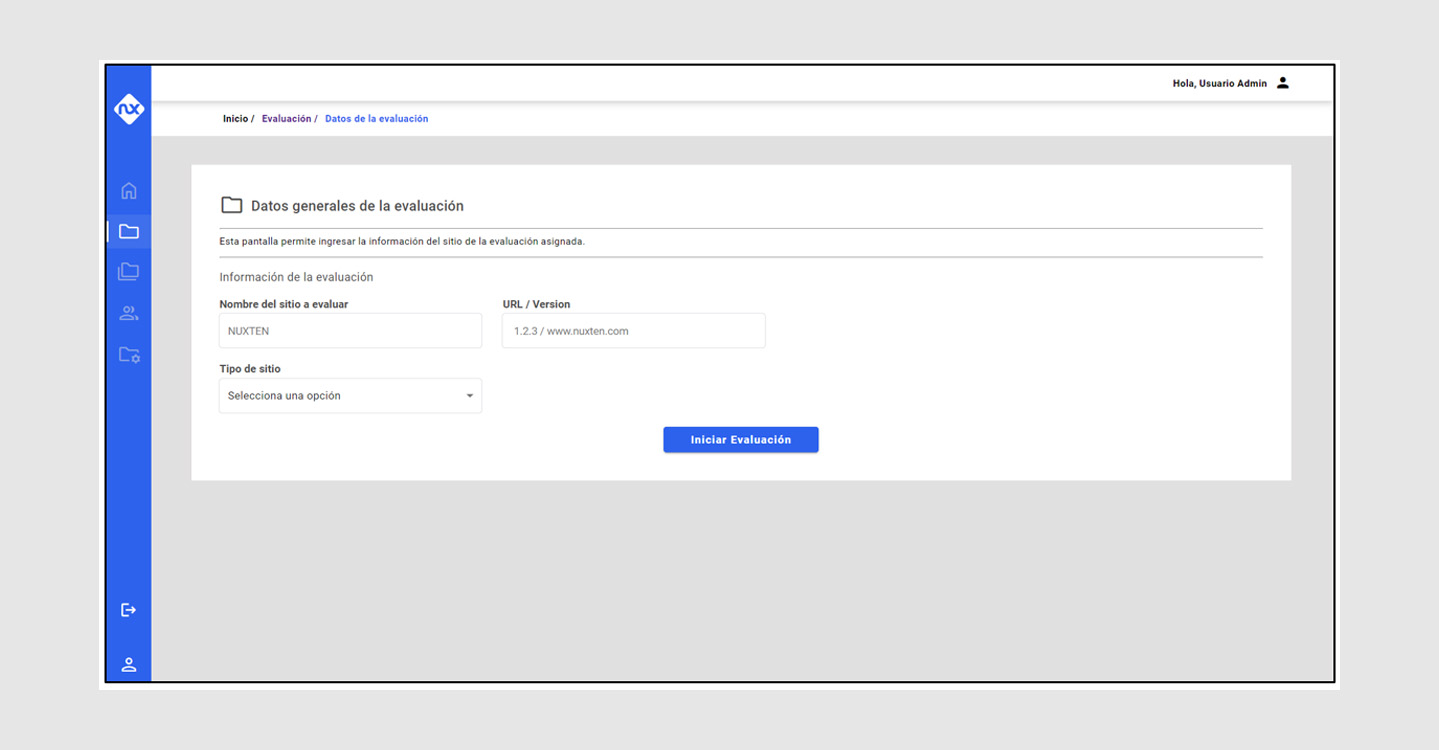 Hola, Usuario Admin
nx
Inicio / Evaluación / Datos de la evaluación
Datos generales de la evaluación
Esta pantalla permite ingresar la información del sitio de la evaluación asignada.
Información de la evaluación
Nombre del sitio a evaluar URL / Version
NUXTEN 1.2.3 / www.nuxten.com
Tipo de sitio
Selecciona una opción
Iniciar Evaluación